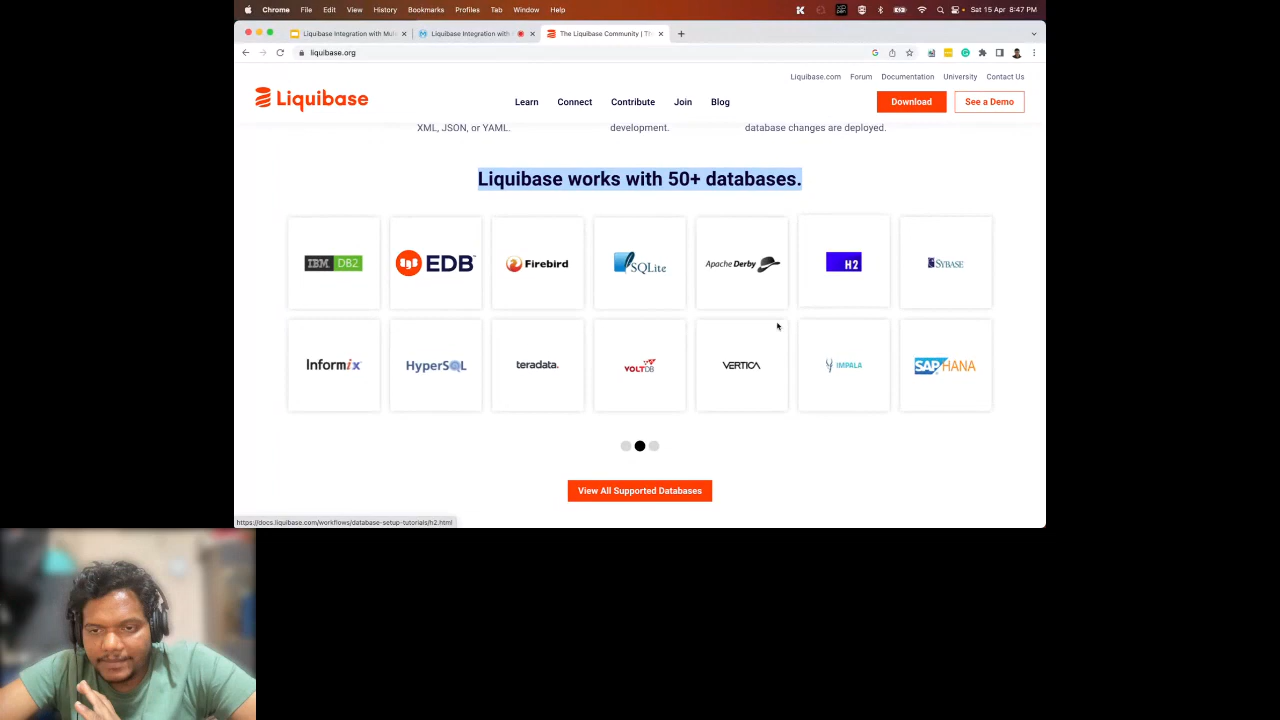 Chrome File Edit View History Bookmarks Profiles Tab Window Help
Sat 15 Apr 8:47 PM
Liquibase Integration with Mule
Liquibase Integration with
The Liquibase Community | Th
liquibase.org
Liquibase.com Forum Documentation University Contact Us
Liquibase
Learn Connect Contribute Join Blog
Download See a Demo
XML, JSON, or YAML. development. database changes are deployed.
Liquibase works with 50+ databases.
IBM DB2 EDB Firebird SQLite Apache Derby H2 SYBASE
Informix HyperSQL teradata. VOLTDB VERTICA IMPALA SAP HANA
View All Supported Databases
https://docs.liquibase.com/workflows/database-setup-tutorials/h2.html